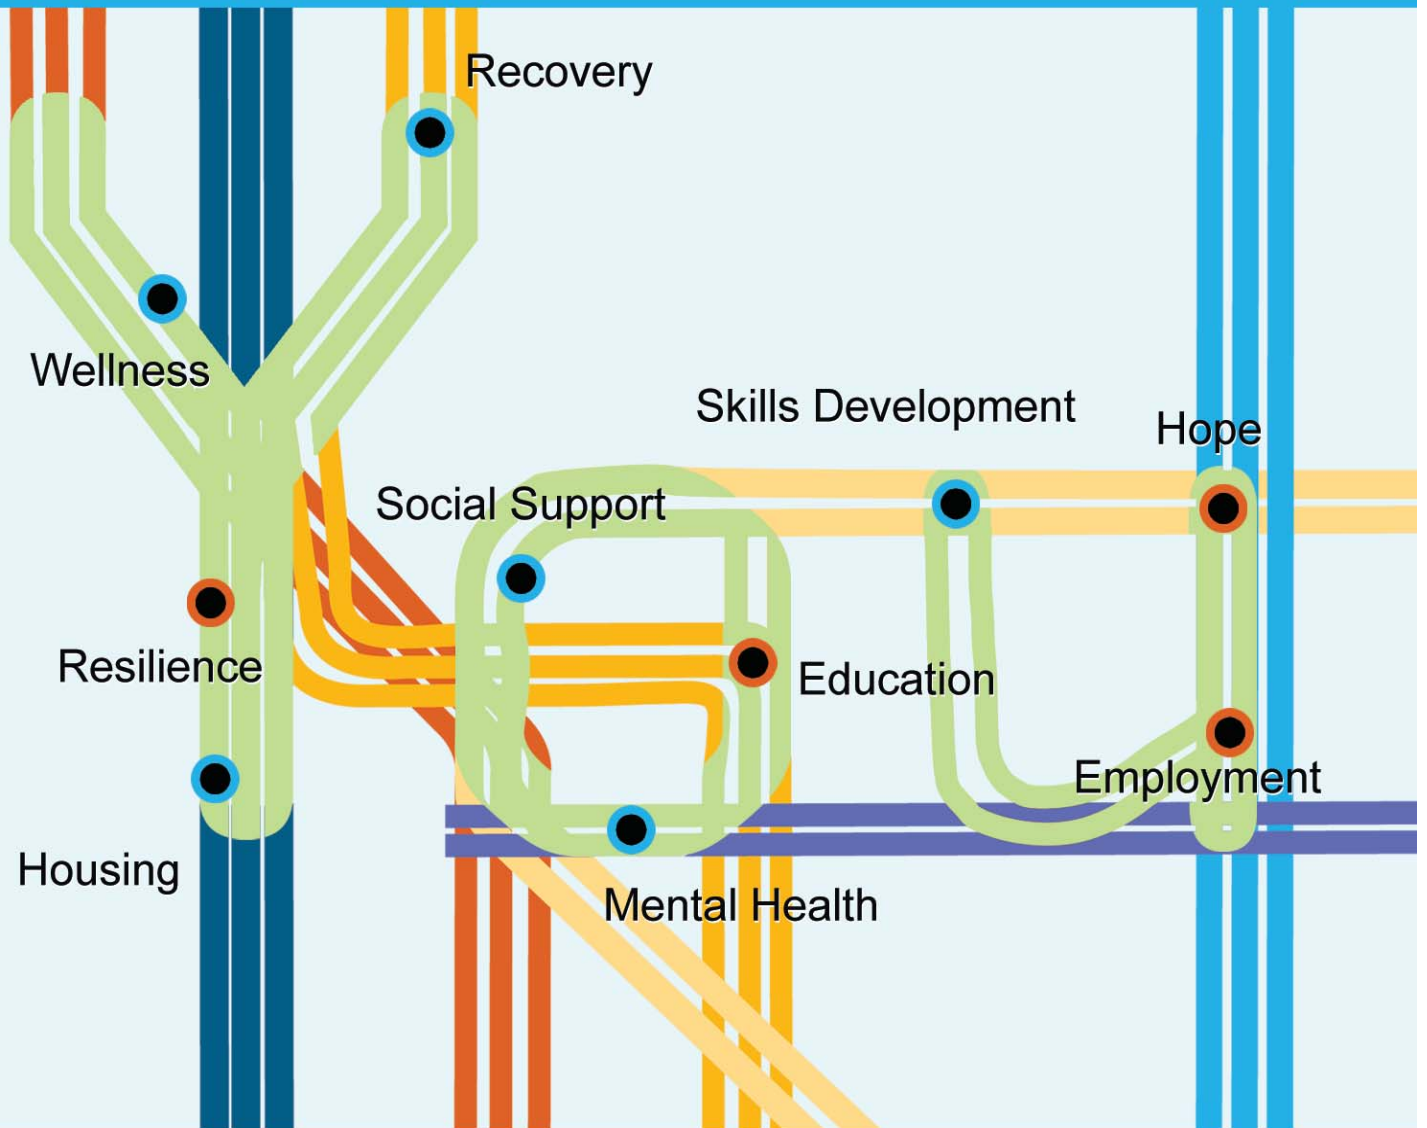 Recovery
Wellness
Skills Development
Hope
Social Support
Resilience
Education
Employment
Housing
Mental Health